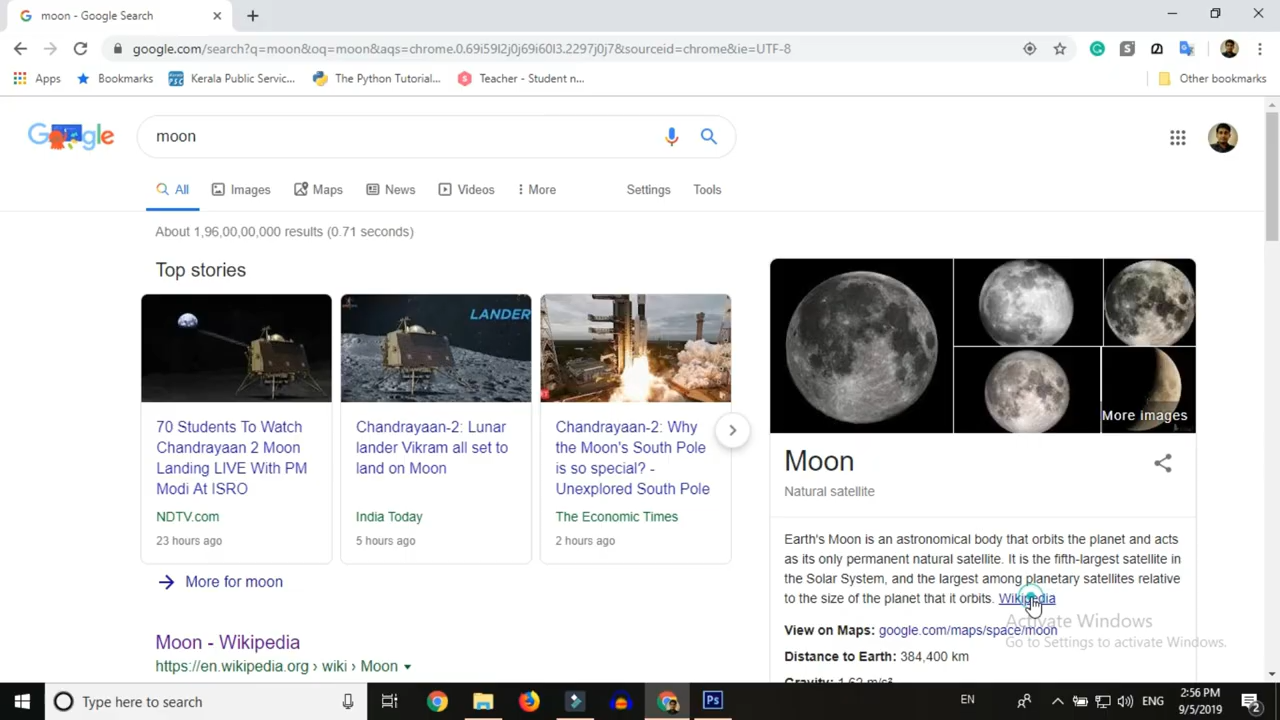 moon - Google Search
google.com/search?q=moon&oq=moon&aqs=chrome.0.69i59l2j0j69i60l3.2297j0j7&sourceid=chrome&ie=UTF-8
Apps Bookmarks Kerala Public Servic... The Python Tutorial... Teacher - Student n... Other bookmarks
Google
moon
All Images Maps News Videos More Settings Tools
About 1,96,00,00,000 results (0.71 seconds)
Top stories
LANDER
70 Students To Watch
Chandrayaan 2 Moon
Landing LIVE With PM
Modi At ISRO
NDTV.com
23 hours ago
Chandrayaan-2: Lunar
lander Vikram all set to
land on Moon
India Today
5 hours ago
Chandrayaan-2: Why
the Moon's South Pole
is so special? -
Unexplored South Pole
The Economic Times
2 hours ago
More for moon
Moon - Wikipedia
https://en.wikipedia.org › wiki › Moon
More images
Moon
Natural satellite
Earth's Moon is an astronomical body that orbits the planet and acts
as its only permanent natural satellite. It is the fifth-largest satellite in
the Solar System, and the largest among planetary satellites relative
to the size of the planet that it orbits. Wikipedia
View on Maps: google.com/maps/space/moon
Distance to Earth: 384,400 km
Gravity: 1.62 m/s²
Activate Windows
Go to Settings to activate Windows.
Type here to search
Ps
EN
ENG
2:56 PM
9/5/2019
2